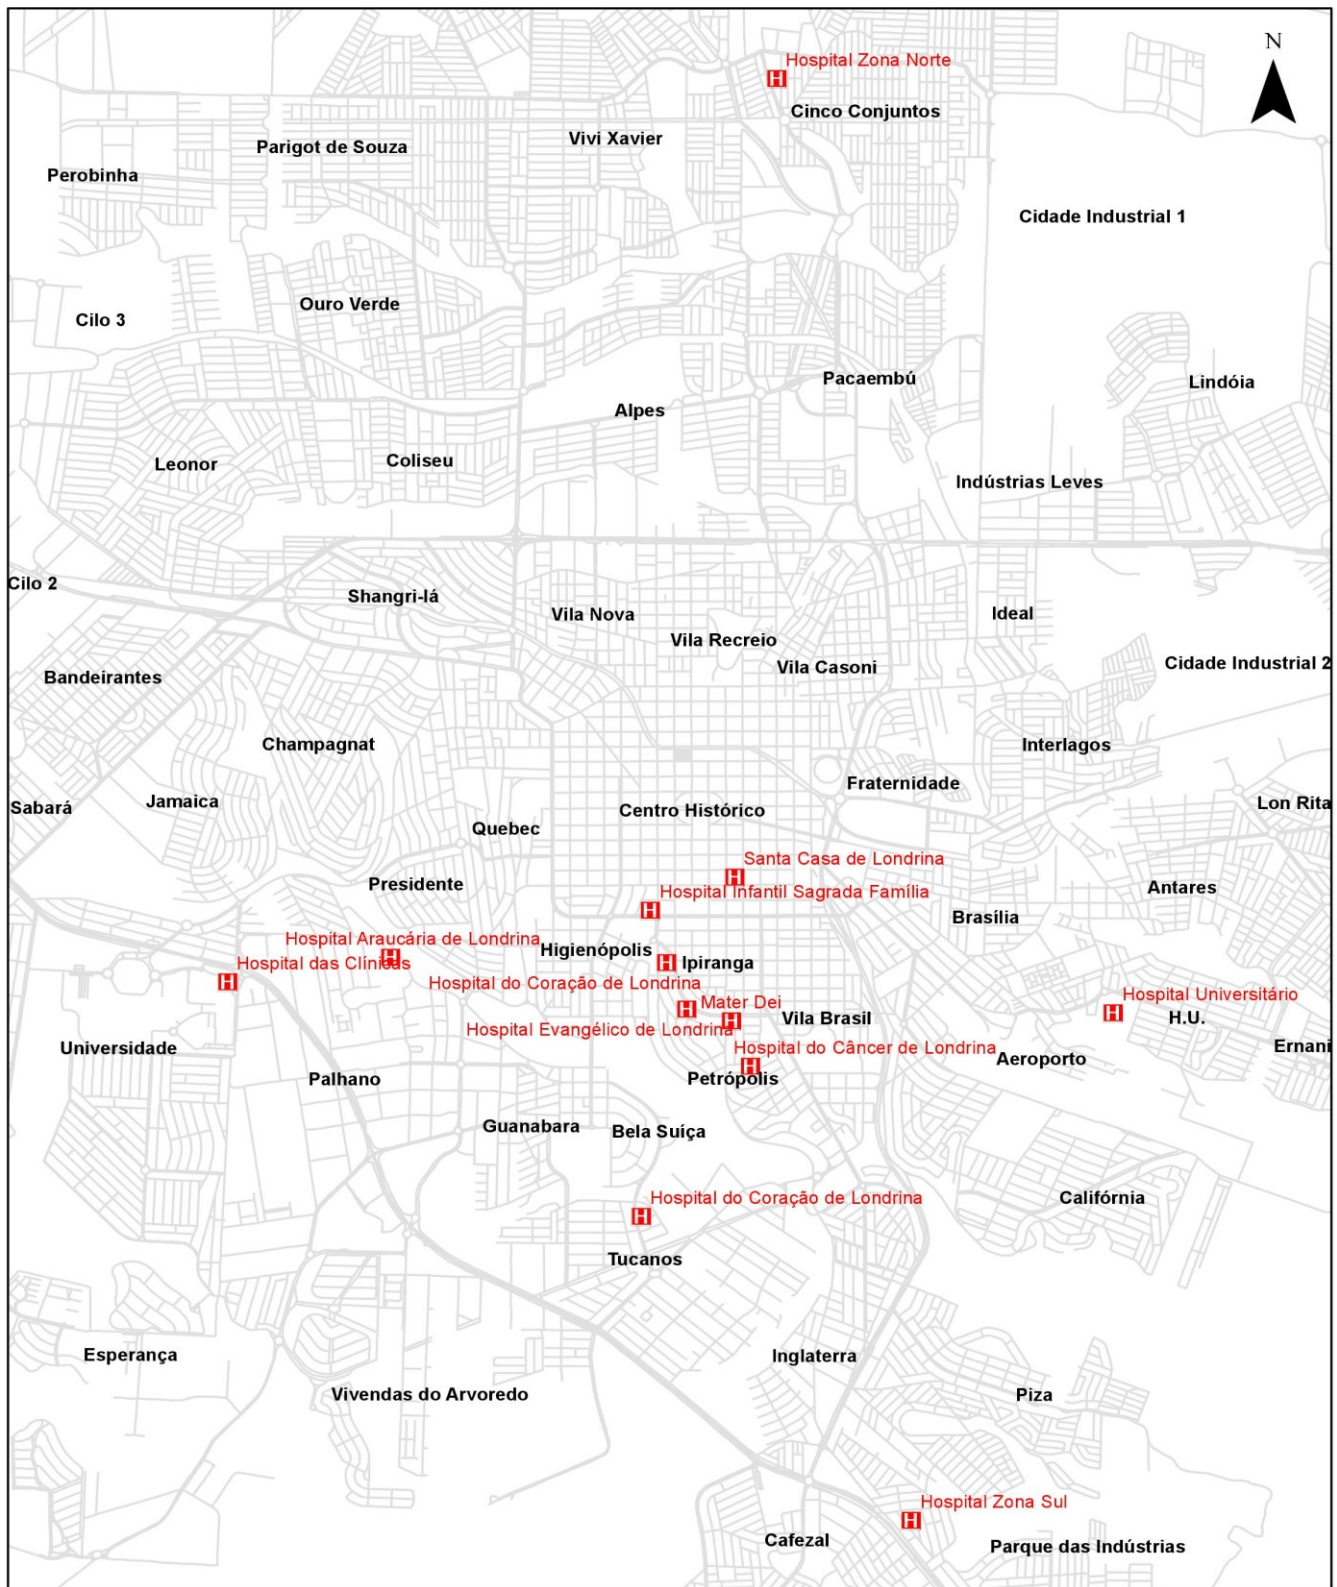 N
Hospital Zona Norte
H
Cinco Conjuntos
Vivi Xavier
Parigot de Souza
Perobinha
Cidade Industrial 1
Ouro Verde
Cilo 3
Pacaembú
Lindóia
Alpes
Coliseu
Leonor
Indústrias Leves
Cilo 2
Shangri-lá
Vila Nova
Ideal
Vila Recreio
Vila Casoni
Cidade Industrial 2
Bandeirantes
Champagnat
Interlagos
Fraternidade
Jamaica
Sabará
Lon Rita
Centro Histórico
Quebec
Santa Casa de Londrina
H
Presidente
Hospital Infantil Sagrada Família
H
Antares
Brasília
Hospital Araucária de Londrina
H
Higienópolis
Hospital das Clínicas
H
H
Ipiranga
Hospital do Coração de Londrina
Hospital Universitário
H
H.U.
Mater Dei
H
H
Vila Brasil
Hospital Evangélico de Londrina
Universidade
Hospital do Câncer de Londrina
H
Ernani
Aeroporto
Palhano
Petrópolis
Guanabara
Bela Suíça
Hospital do Coração de Londrina
H
Califórnia
Tucanos
Esperança
Inglaterra
Vivendas do Arvoredo
Piza
Hospital Zona Sul
H
Cafezal
Parque das Indústrias